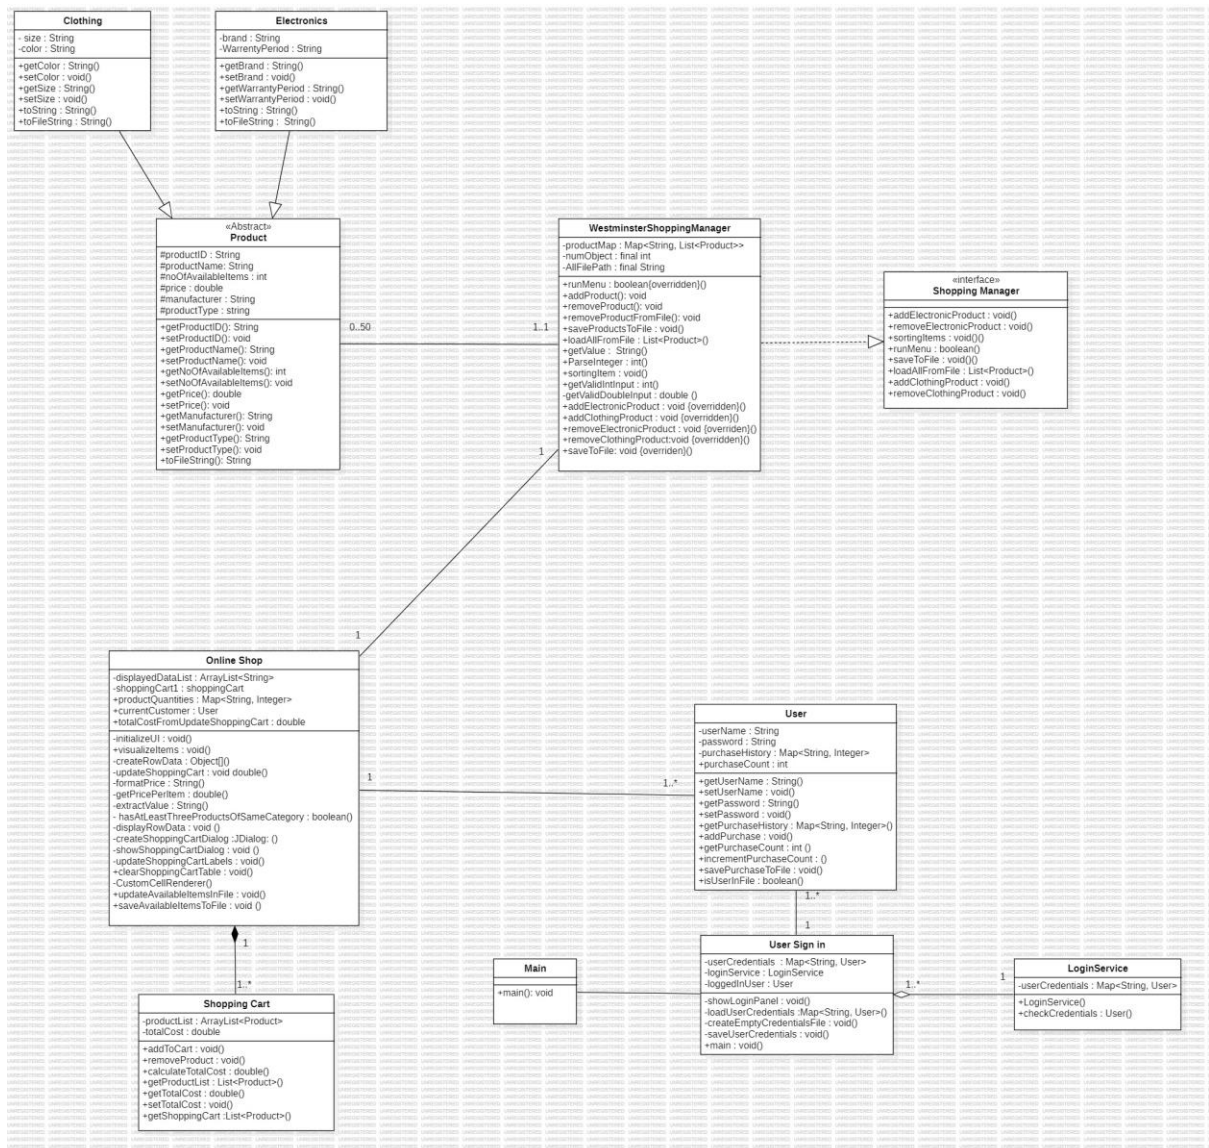 Clothing
- size : String
-color : String
+getColor : String()
+setColor : void()
+getSize : String()
+setSize : void()
+toString : String()
+toFileString : String()
Electronics
-brand : String
-WarrentyPeriod : String
+getBrand : String()
+setBrand : void()
+getWarrantyPeriod : String()
+setWarrantyPeriod : void()
+toString : String()
+toFileString :  String()
«Abstract»
Product
#productID : String
#productName: String
#noOfAvailableItems : int
#price : double
#manufacturer : String
#productType : string
+getProductID(): String
+setProductID(): void
+getProductName(): String
+setProductName(): void
+getNoOfAvailableItems(): int
+setNoOfAvailableItems(): void
+getPrice(): double
+setPrice(): void
+getManufacturer(): String
+setManufacturer(): void
+getProductType(): String
+setProductType(): void
+toFileString(): String
0..50
1..1
WestminsterShoppingManager
-productMap : Map<String, List<Product>>
-numObject : final int
-AllFilePath : final String
+runMenu : boolean{overridden}()
+addProduct(): void
+removeProduct(): void
+removeProductFromFile(): void
+saveProductsToFile : void()
+loadAllFromFile : List<Product>()
+getValue :  String()
+ParseInteger : int()
+sortingItem : void()
+getValidIntInput : int()
-getValidDoubleInput : double ()
+addElectronicProduct : void {overridden}()
+addClothingProduct : void {overridden}()
+removeElectronicProduct : void {overridden}()
+removeClothingProduct:void {overridden}()
+saveToFile: void {overriden}()
«interface»
Shopping Manager
+addElectronicProduct : void()
+removeElectronicProduct : void()
+sortingItems : void()()
+runMenu : boolean()
+saveToFile : void()()
+loadAllFromFile : List<Product>()
+addClothingProduct : void()
+removeClothingProduct : void()
1
1
Online Shop
-displayedDataList : ArrayList<String>
-shoppingCart1 : shoppingCart
+productQuantities : Map<String, Integer>
+currentCustomer : User
+totalCostFromUpdateShoppingCart : double
-initializeUI : void()
+visualizeItems : void()
-createRowData : Object[]()
-updateShoppingCart : void double()
-formatPrice : String()
-getPricePerItem : double()
-extractValue : String()
- hasAtLeastThreeProductsOfSameCategory : boolean()
-displayRowData : void ()
-createShoppingCartDialog :JDialog: ()
-showShoppingCartDialog : void ()
-updateShoppingCartLabels : void()
+clearShoppingCartTable : void()
-CustomCellRenderer()
+updateAvailableItemsInFile : void()
+saveAvailableItemsToFile : void ()
1
1..*
User
-userName : String
-password : String
-purchaseHistory : Map<String, Integer>
+purchaseCount : int
+getUserName : String()
+setUserName : void()
+getPassword : String()
+setPassword : void()
+getPurchaseHistory : Map<String, Integer>()
+addPurchase : void()
+getPurchaseCount : int ()
+incrementPurchaseCount : ()
+savePurchaseToFile : void()
+isUserInFile : boolean()
1..*
1
1
1..*
Shopping Cart
-productList : ArrayList<Product>
-totalCost : double
+addToCart : void()
+removeProduct : void()
+calculateTotalCost : double()
+getProductList : List<Product>()
+getTotalCost : double()
+setTotalCost : void()
+getShoppingCart :List<Product>()
Main
+main(): void
User Sign in
-userCredentials  : Map<String, User>
-loginService : LoginService
-loggedInUser : User
-showLoginPanel : void()
-loadUserCredentials :Map<String, User>()
-createEmptyCredentialsFile : void()
-saveUserCredentials : void()
+main : void()
1..*
1
LoginService
-userCredentials : Map<String, User>
+LoginService()
+checkCredentials : User()